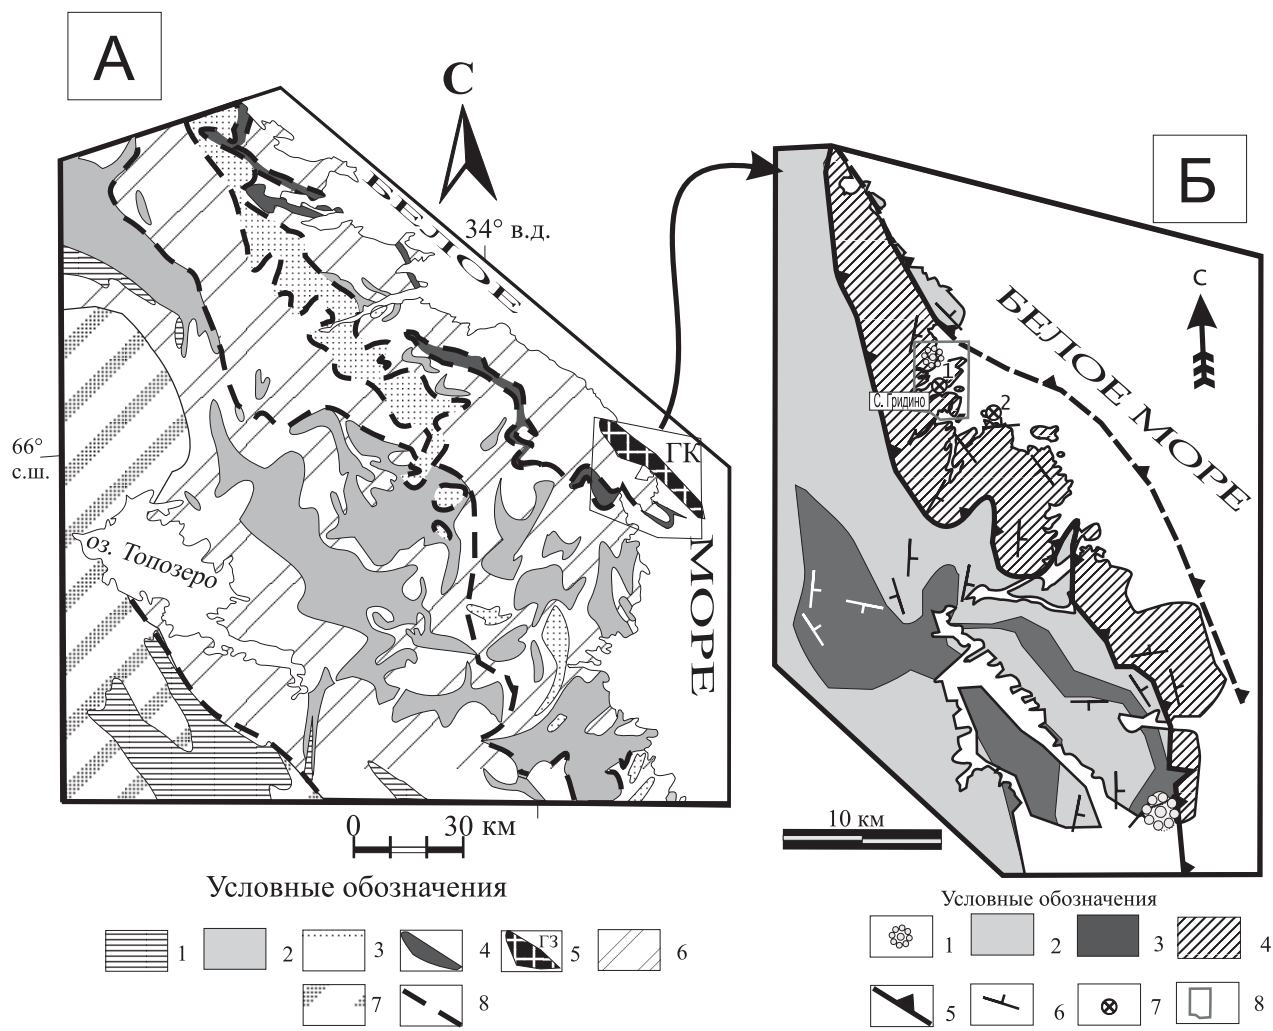 А
С
БЕЛОЕ
34° в.д.
66°
с.ш.
ГК
оз. Топозеро
МОРЕ
0 30 км
Условные обозначения
1 2 3 4 ГЗ 5 6
7 8
Б
С
БЕЛОЕ МОРЕ
1
С. Гридино
2
10 км
Условные обозначения
1 2 3 4
5 6 7 8